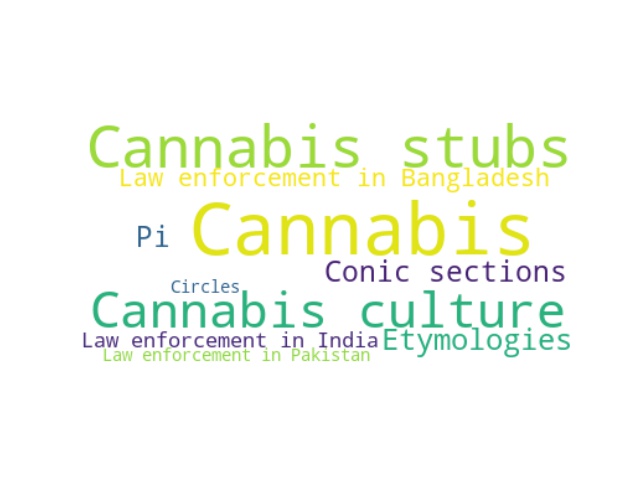 Cannabis stubs
Law enforcement in Bangladesh
Cannabis
Pi
Conic sections
Circles
Cannabis culture
Law enforcement in India
Etymologies
Law enforcement in Pakistan